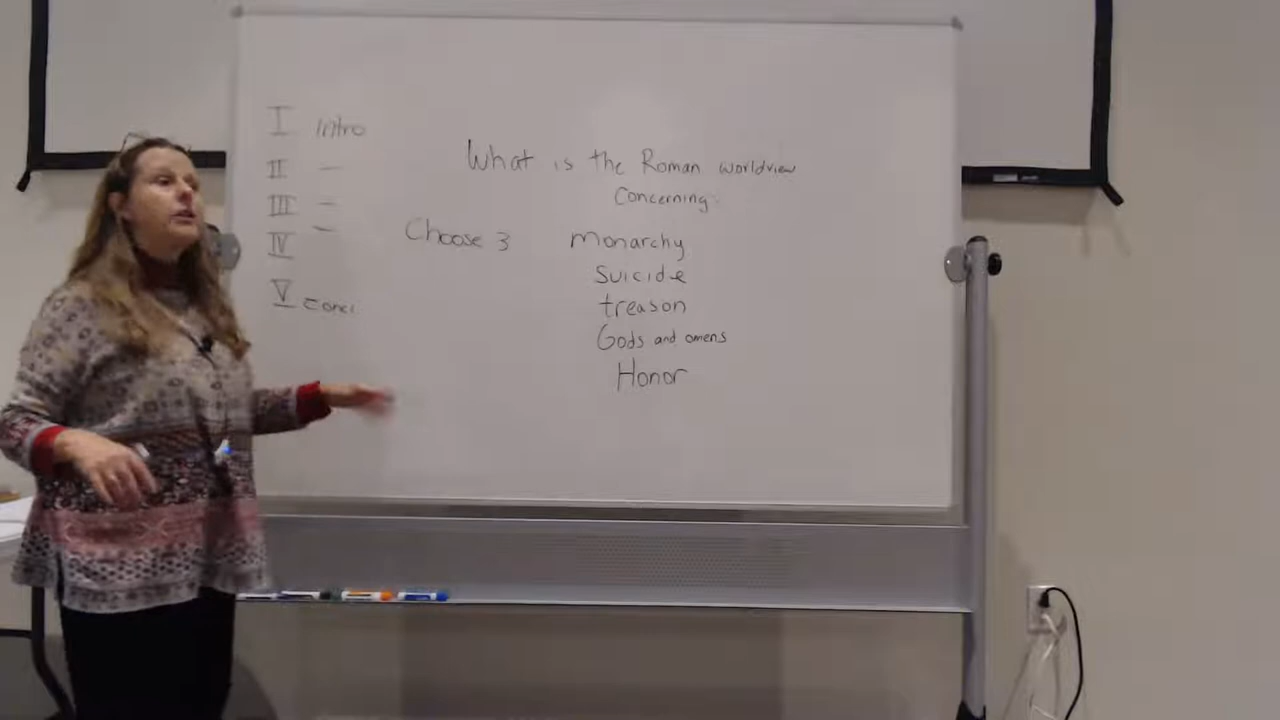 I Intro
II —
III —
IV —
V Concl
What is the Roman worldview
Concerning
Choose 3
Monarchy
Suicide
treason
Gods and omens
Honor